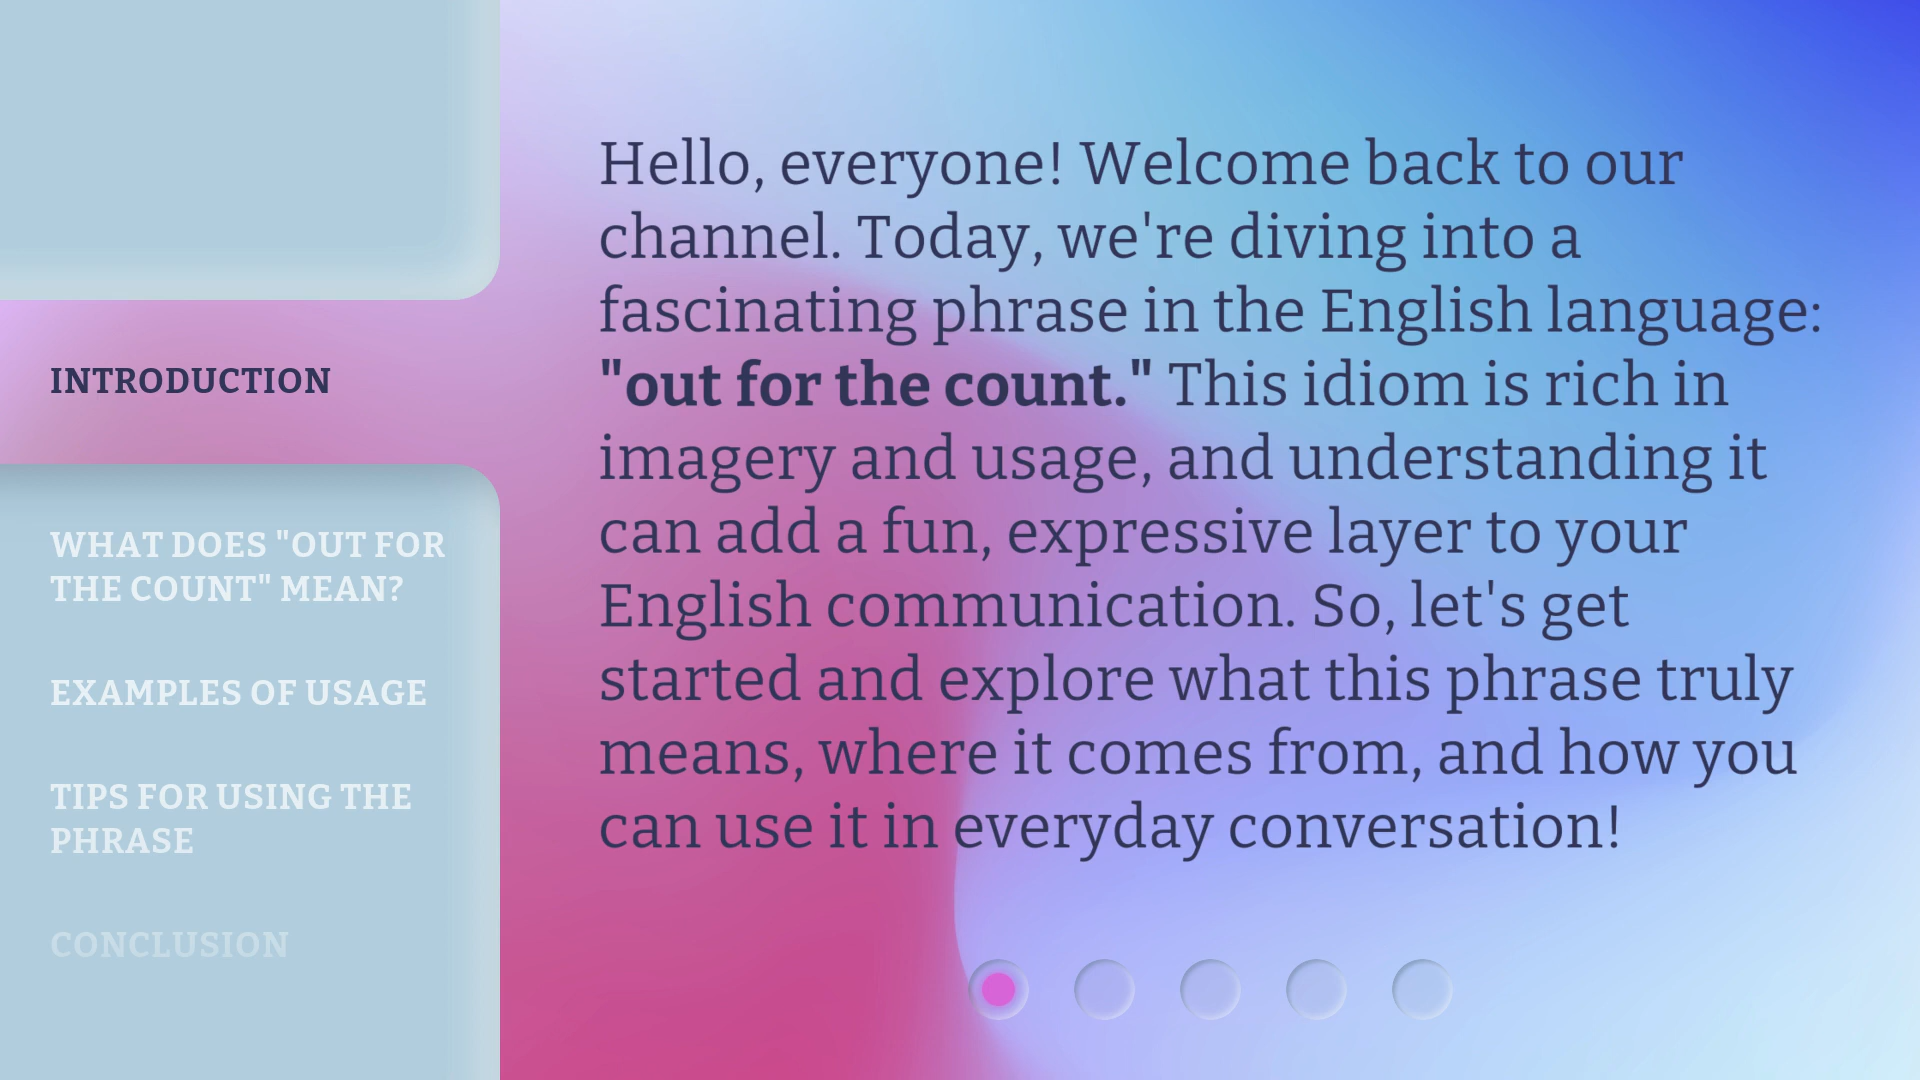 INTRODUCTION
WHAT DOES "OUT FOR
THE COUNT" MEAN?
EXAMPLES OF USAGE
TIPS FOR USING THE
PHRASE
CONCLUSION
Hello, everyone! Welcome back to our
channel. Today, we're diving into a
fascinating phrase in the English language:
"out for the count." This idiom is rich in
imagery and usage, and understanding it
can add a fun, expressive layer to your
English communication. So, let's get
started and explore what this phrase truly
means, where it comes from, and how you
can use it in everyday conversation!